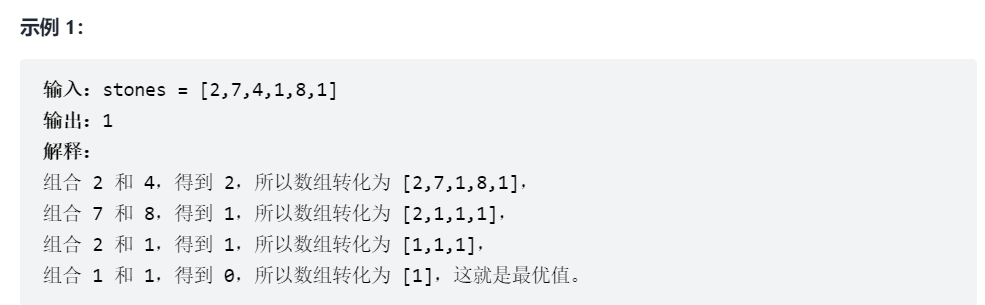 示例 1：
输入：stones = [2,7,4,1,8,1]
输出：1
解释：
组合 2 和 4，得到 2，所以数组转化为 [2,7,1,8,1]，
组合 7 和 8，得到 1，所以数组转化为 [2,1,1,1]，
组合 2 和 1，得到 1，所以数组转化为 [1,1,1]，
组合 1 和 1，得到 0，所以数组转化为 [1]，这就是最优值。